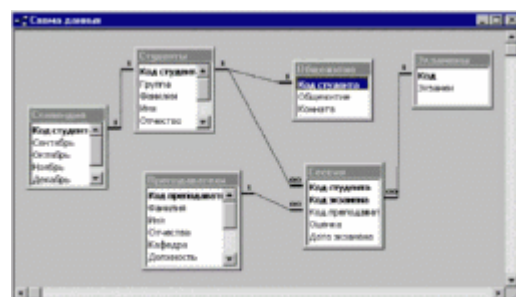 Схема данных
Студенты
Код студент
Группа
Фамилия
Имя
Отчество
Общежитие
Код студента
Общежитие
Комната
Экзамены
Код
Экзамен
Стипендия
Код студент
Сентябрь
Октябрь
Ноябрь
Декабрь
Преподаватели
Код преподават
Фамилия
Имя
Отчество
Кафедра
Должность
Сессия
Код студента
Код экзамена
Код преподават
Оценка
Дата экзамена